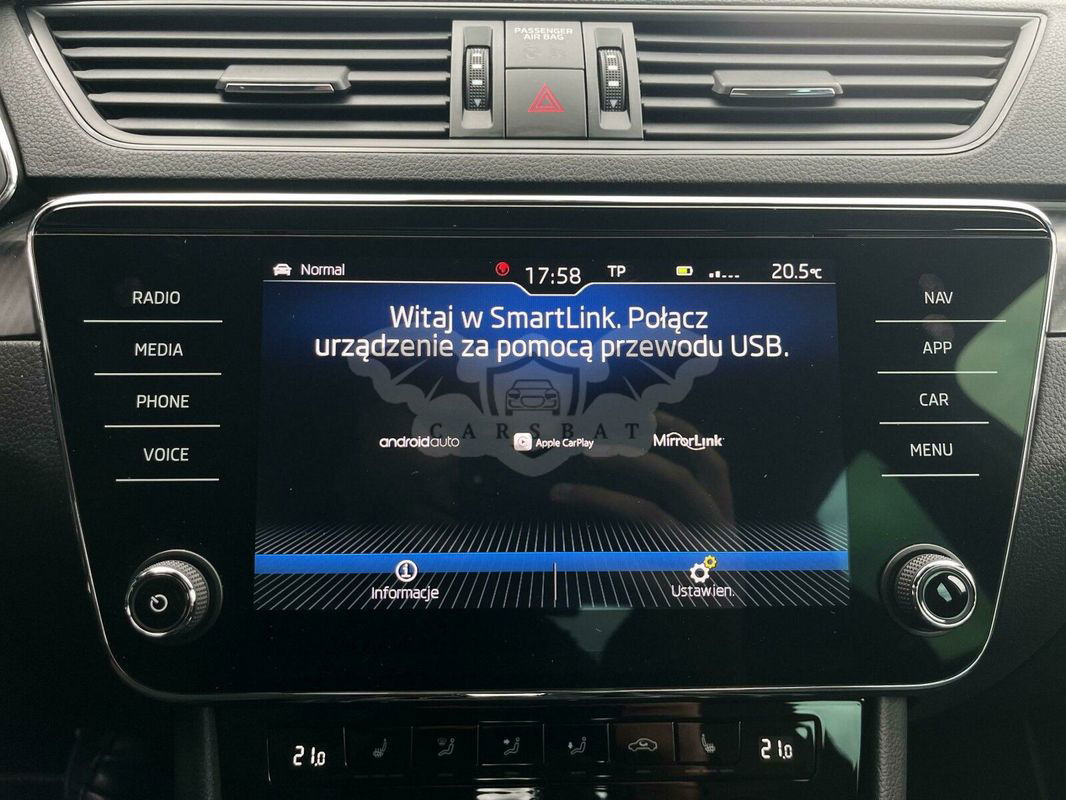 PASSENGER
AIR BAG
Normal
17:58
TP
20.5°C
RADIO
MEDIA
PHONE
VOICE
Witaj w SmartLink. Połącz
urządzenie za pomocą przewodu USB.
CARSBAT
androidauto
Apple CarPlay
MirrorLink
Informacje
Ustawien.
NAV
APP
CAR
MENU
21.0
21.0